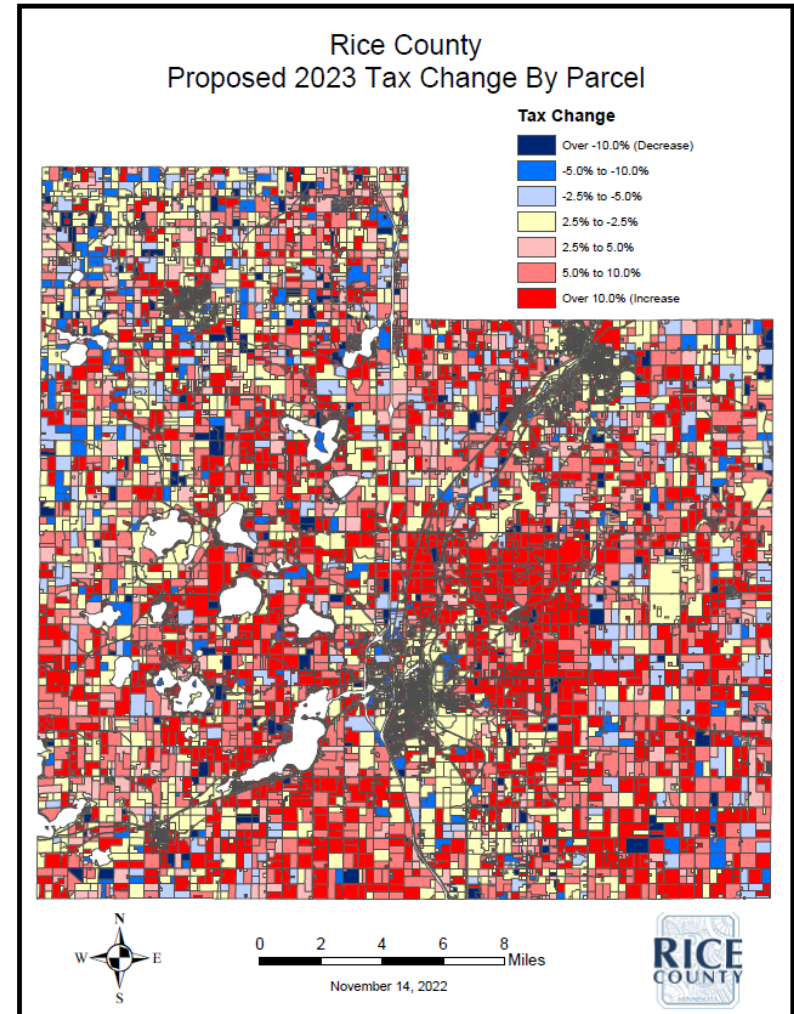 Rice County
Proposed 2023 Tax Change By Parcel
Tax Change
Over -10.0% (Decrease)
-5.0% to -10.0%
-2.5% to -5.0%
2.5% to -2.5%
2.5% to 5.0%
5.0% to 10.0%
Over 10.0% (Increase
N
W E
S
0 2 4 6 8
Miles
November 14, 2022
RICE
COUNTY
MINNESOTA